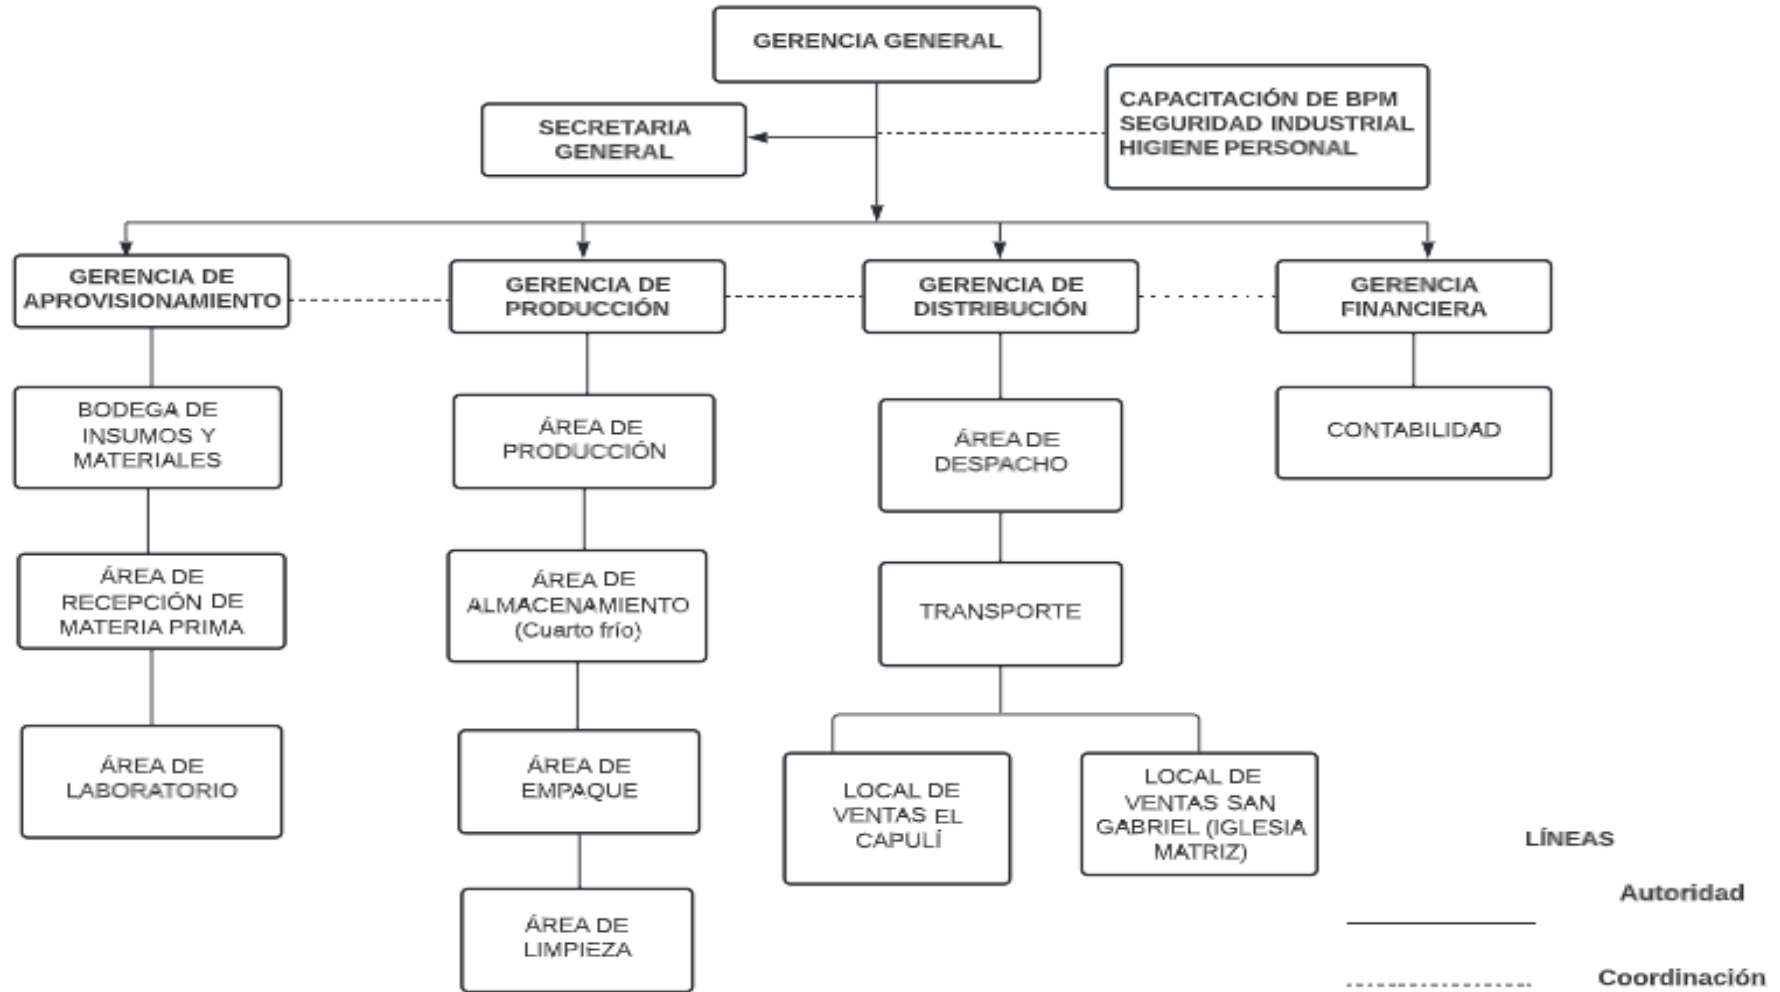 GERENCIA GENERAL
SECRETARIA
GENERAL
CAPACITACIÓN DE BPM
SEGURIDAD INDUSTRIAL
HIGIENE PERSONAL
GERENCIA DE
APROVISIONAMIENTO
GERENCIA DE
PRODUCCIÓN
GERENCIA DE
DISTRIBUCIÓN
GERENCIA
FINANCIERA
BODEGA DE
INSUMOS Y
MATERIALES
ÁREA DE
PRODUCCIÓN
ÁREA DE
DESPACHO
CONTABILIDAD
ÁREA DE
RECEPCIÓN DE
MATERIA PRIMA
ÁREA DE
ALMACENAMIENTO
(Cuarto frío)
TRANSPORTE
ÁREA DE
LABORATORIO
ÁREA DE
EMPAQUE
LOCAL DE
VENTAS EL
CAPULÍ
LOCAL DE
VENTAS SAN
GABRIEL (IGLESIA
MATRIZ)
ÁREA DE
LIMPIEZA
LÍNEAS
Autoridad
Coordinación